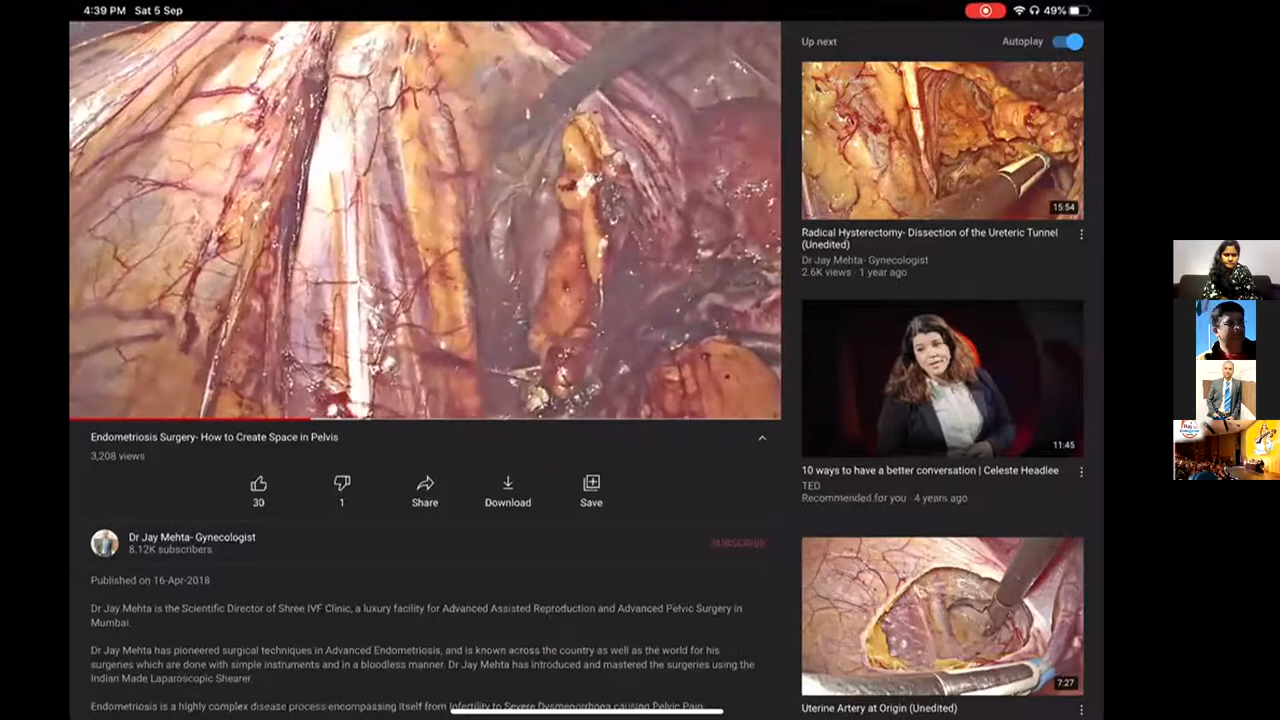 4:39 PM Sat 5 Sep
49%
Endometriosis Surgery- How to Create Space in Pelvis
3,208 views
30
1
Share
Download
Save
Dr Jay Mehta- Gynecologist
8.12K subscribers
SUBSCRIBE
Published on 16-Apr-2018
Dr Jay Mehta is the Scientific Director of Shree IVF Clinic, a luxury facility for Advanced Assisted Reproduction and Advanced Pelvic Surgery in
Mumbai.
Dr Jay Mehta has pioneered surgical techniques in Advanced Endometriosis, and is known across the country as well as the world for his
surgeries which are done with simple instruments and in a bloodless manner. Dr Jay Mehta has introduced and mastered the surgeries using the
Indian Made Laparoscopic Shearer
Endometriosis is a highly complex disease process encompassing itself from Infertility to Severe Dysmenorrhoea causing Pelvic Pain.
Up next
Autoplay
15:54
Radical Hysterectomy- Dissection of the Ureteric Tunnel
(Unedited)
Dr Jay Mehta- Gynecologist
2.6K views · 1 year ago
11:45
10 ways to have a better conversation | Celeste Headlee
TED
Recommended for you · 4 years ago
7:27
Uterine Artery at Origin (Unedited)